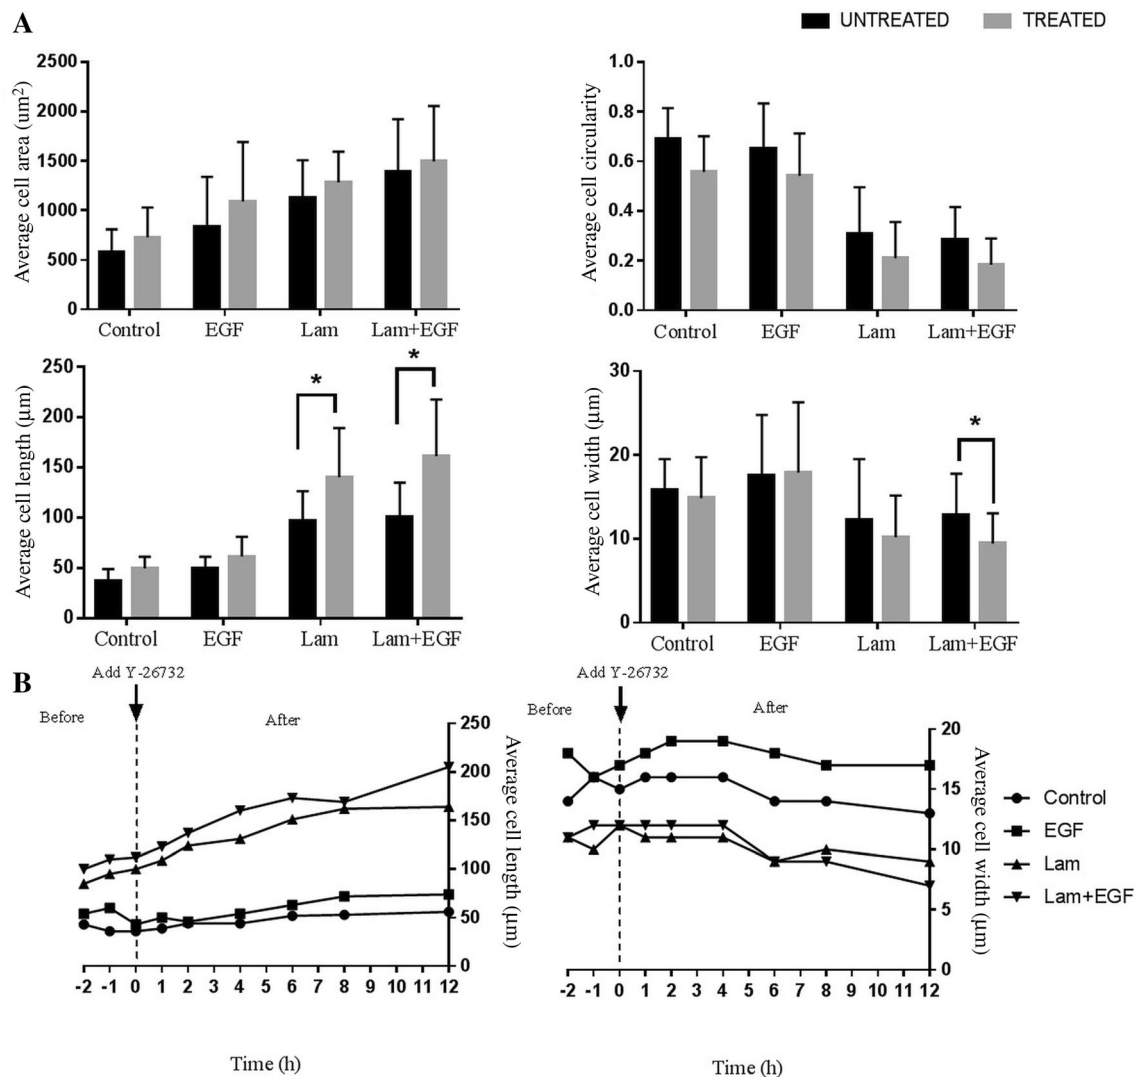 A
UNTREATED TREATED
Average cell area (um²)
2500
2000
1500
1000
500
0
Control EGF Lam Lam+EGF
Average cell circularity
1.0
0.8
0.6
0.4
0.2
0.0
Control EGF Lam Lam+EGF
Average cell length (µm)
250
200
150
100
50
0
* *
Control EGF Lam Lam+EGF
Average cell width (µm)
30
20
10
0
*
Control EGF Lam Lam+EGF
B
Add Y-26732
Before After
250
200
150
100
50
0
Average cell length
(µm)
-2 -1 0 1 2 3 4 5 6 7 8 9 10 11 12
Time (h)
Add Y-26732
Before After
20
15
10
5
0
Average cell width (µm)
-2 -1 0 1 2 3 4 5 6 7 8 9 10 11 12
Time (h)
Control
EGF
Lam
Lam+EGF